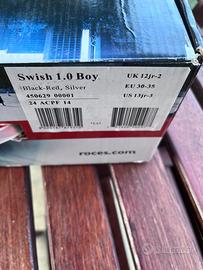 Swish 1.0 Boy
Black-Red, Silver
450629 00001
24 ACPF 14
UK 12jr-2
EU 30-35
US 13jr-3
roces.com